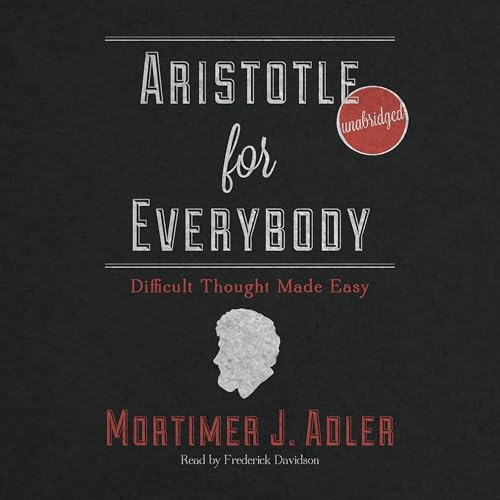 ARISTOTLE
unabridged
for
EVERYBODY
Difficult Thought Made Easy
MORTIMER J. ADLER
Read by Frederick Davidson